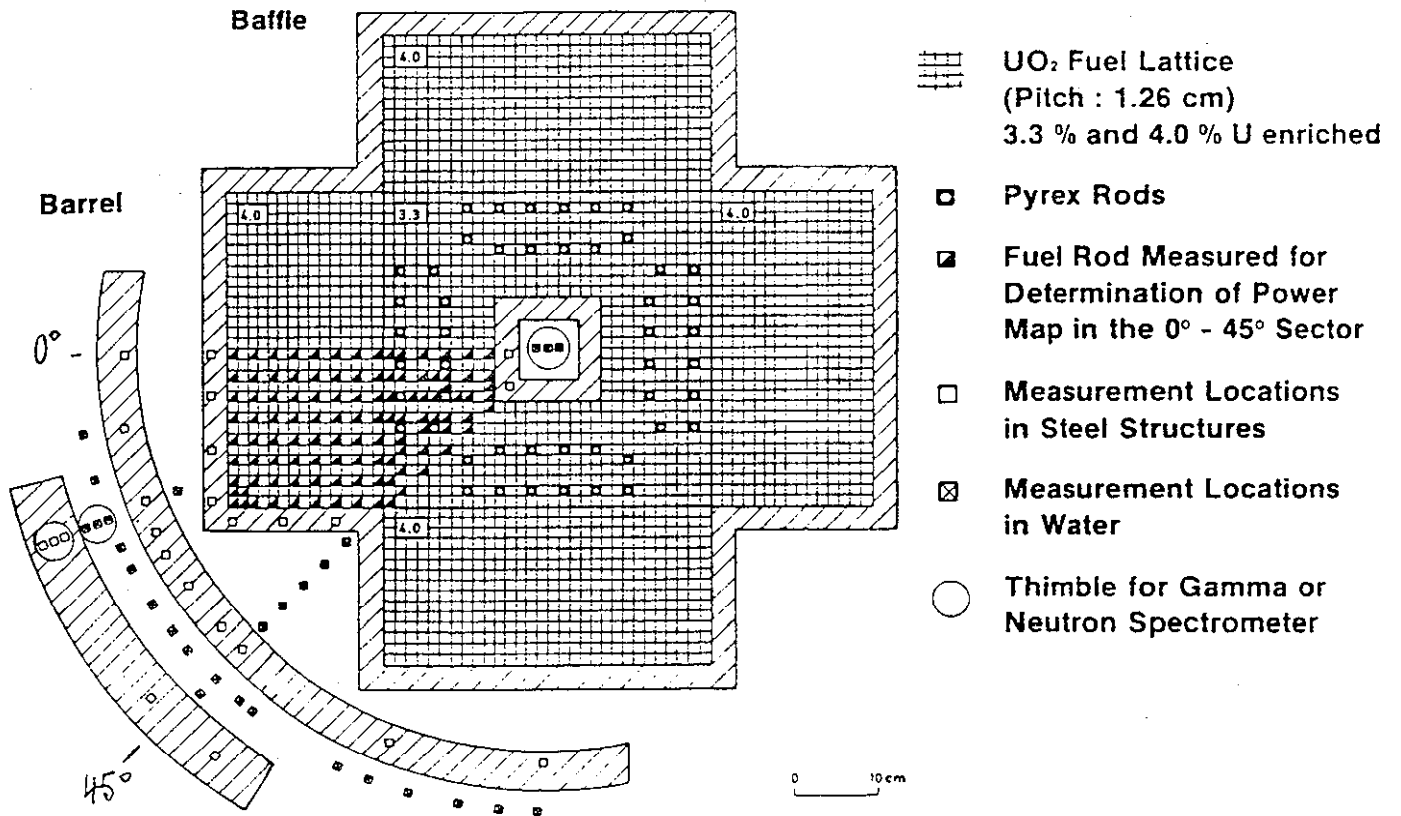 Baffle
4.0
UO₂ Fuel Lattice
(Pitch : 1.26 cm)
3.3 % and 4.0 % U enriched
Barrel
4.0
3.3
4.0
Pyrex Rods
Fuel Rod Measured for
Determination of Power
Map in the 0° - 45° Sector
0°
Measurement Locations
in Steel Structures
Measurement Locations
in Water
4.0
Thimble for Gamma or
Neutron Spectrometer
45°
0 10 cm